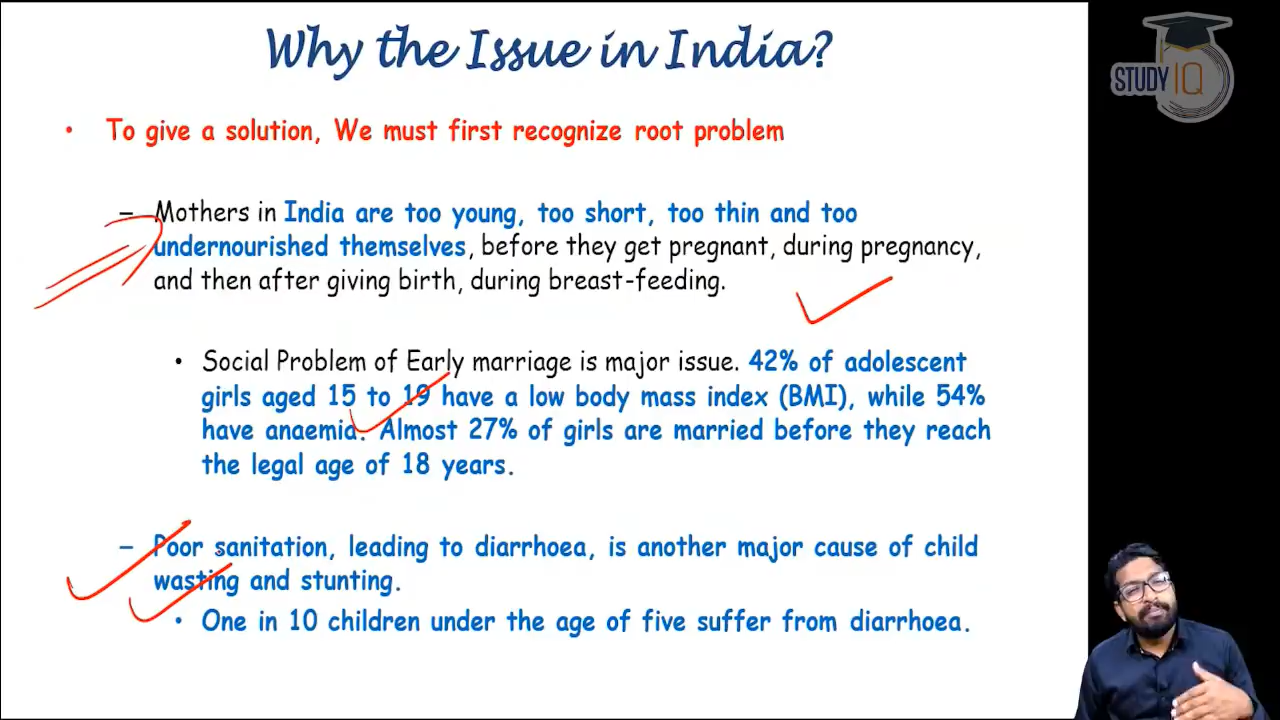 Why the Issue in India?
STUDY IQ
• To give a solution, We must first recognize root problem
– Mothers in India are too young, too short, too thin and too
undernourished themselves, before they get pregnant, during pregnancy,
and then after giving birth, during breast-feeding.
• Social Problem of Early marriage is major issue. 42% of adolescent
girls aged 15 to 19 have a low body mass index (BMI), while 54%
have anaemia. Almost 27% of girls are married before they reach
the legal age of 18 years.
– Poor sanitation, leading to diarrhoea, is another major cause of child
wasting and stunting.
• One in 10 children under the age of five suffer from diarrhoea.